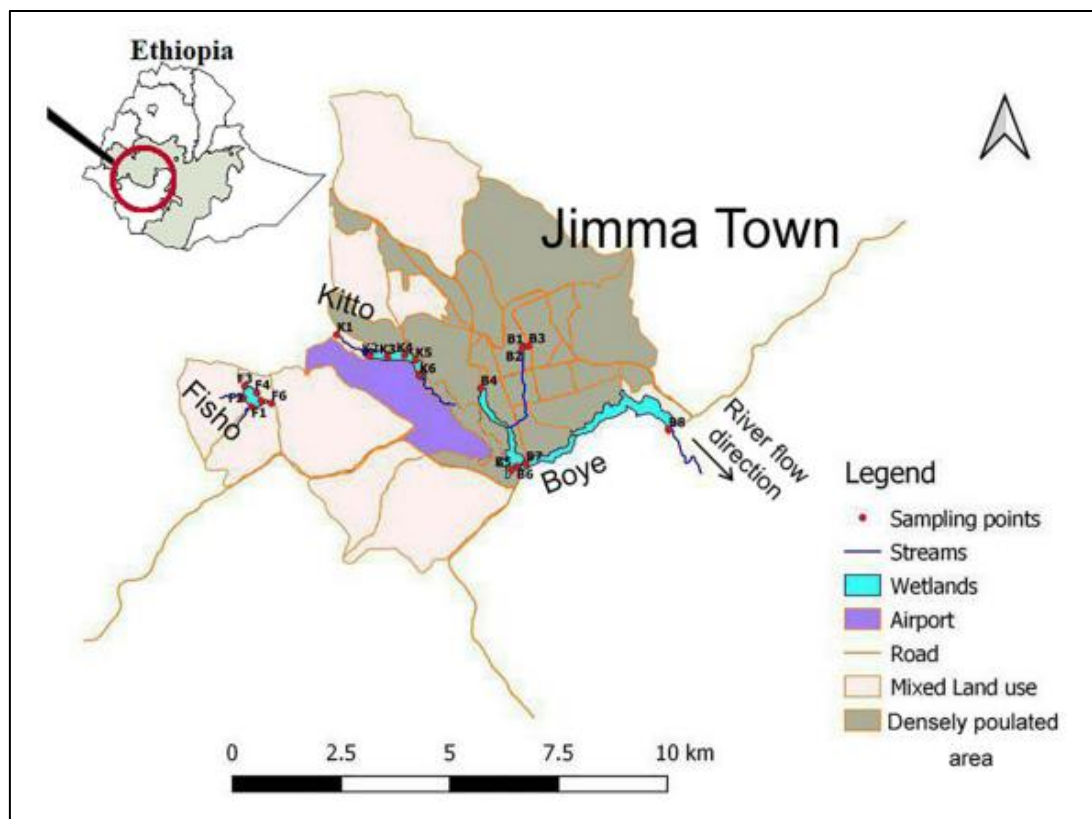 Ethiopia
Jimma Town
Kitto
K1
K2
K3
K4
K5
K6
B1
B2
B3
B4
Fisho
F3
F4
F1
F6
B7
B6
B8
Boye
River flow
direction
Legend
Sampling points
Streams
Wetlands
Airport
Road
Mixed Land use
Densely poulated
area
0 2.5 5 7.5 10 km